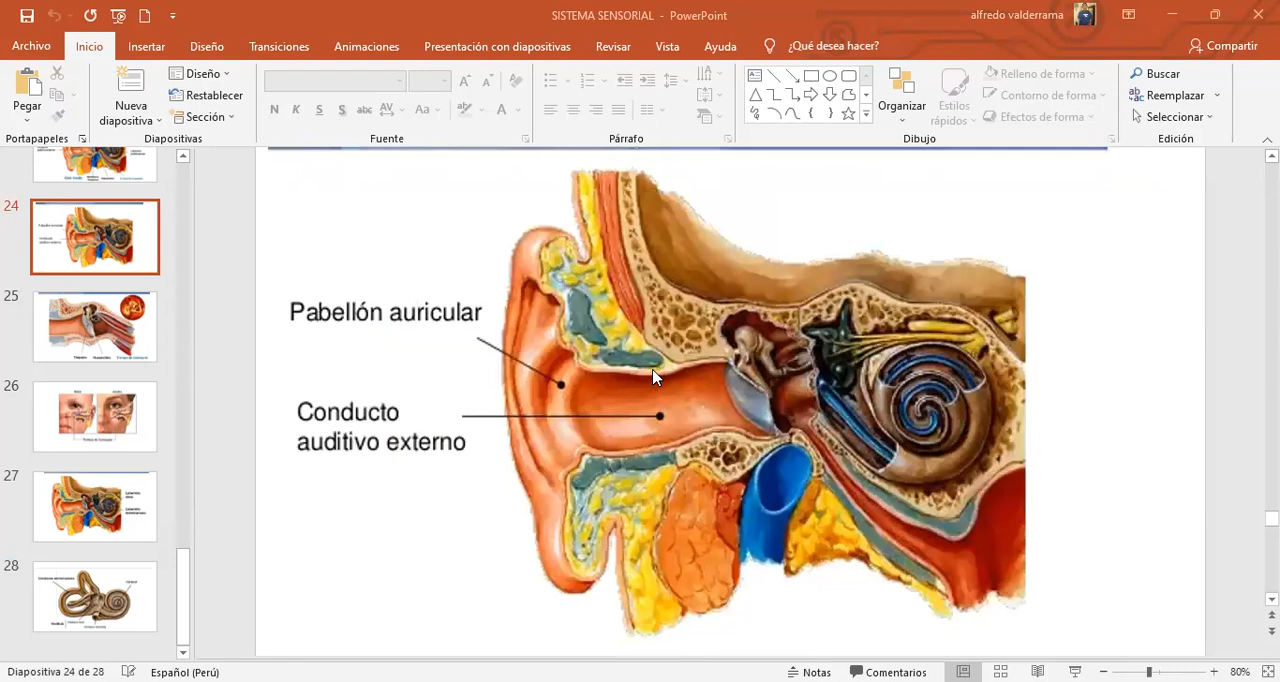 SISTEMA SENSORIAL - PowerPoint
alfredo valderrama
Archivo
Inicio
Insertar
Diseño
Transiciones
Animaciones
Presentación con diapositivas
Revisar
Vista
Ayuda
¿Qué desea hacer?
Compartir
Pegar
Portapapeles
Nueva
diapositiva
Diseño
Restablecer
Sección
Diapositivas
N K S S abc AV Aa A
Fuente
Párrafo
Organizar
Estilos
rápidos
Relleno de forma
Contorno de forma
Efectos de forma
Dibujo
Buscar
Reemplazar
Seleccionar
Edición
24
25
26
27
28
Pabellón auricular
Conducto
auditivo externo
Diapositiva 24 de 28
Español (Perú)
Notas
Comentarios
80%